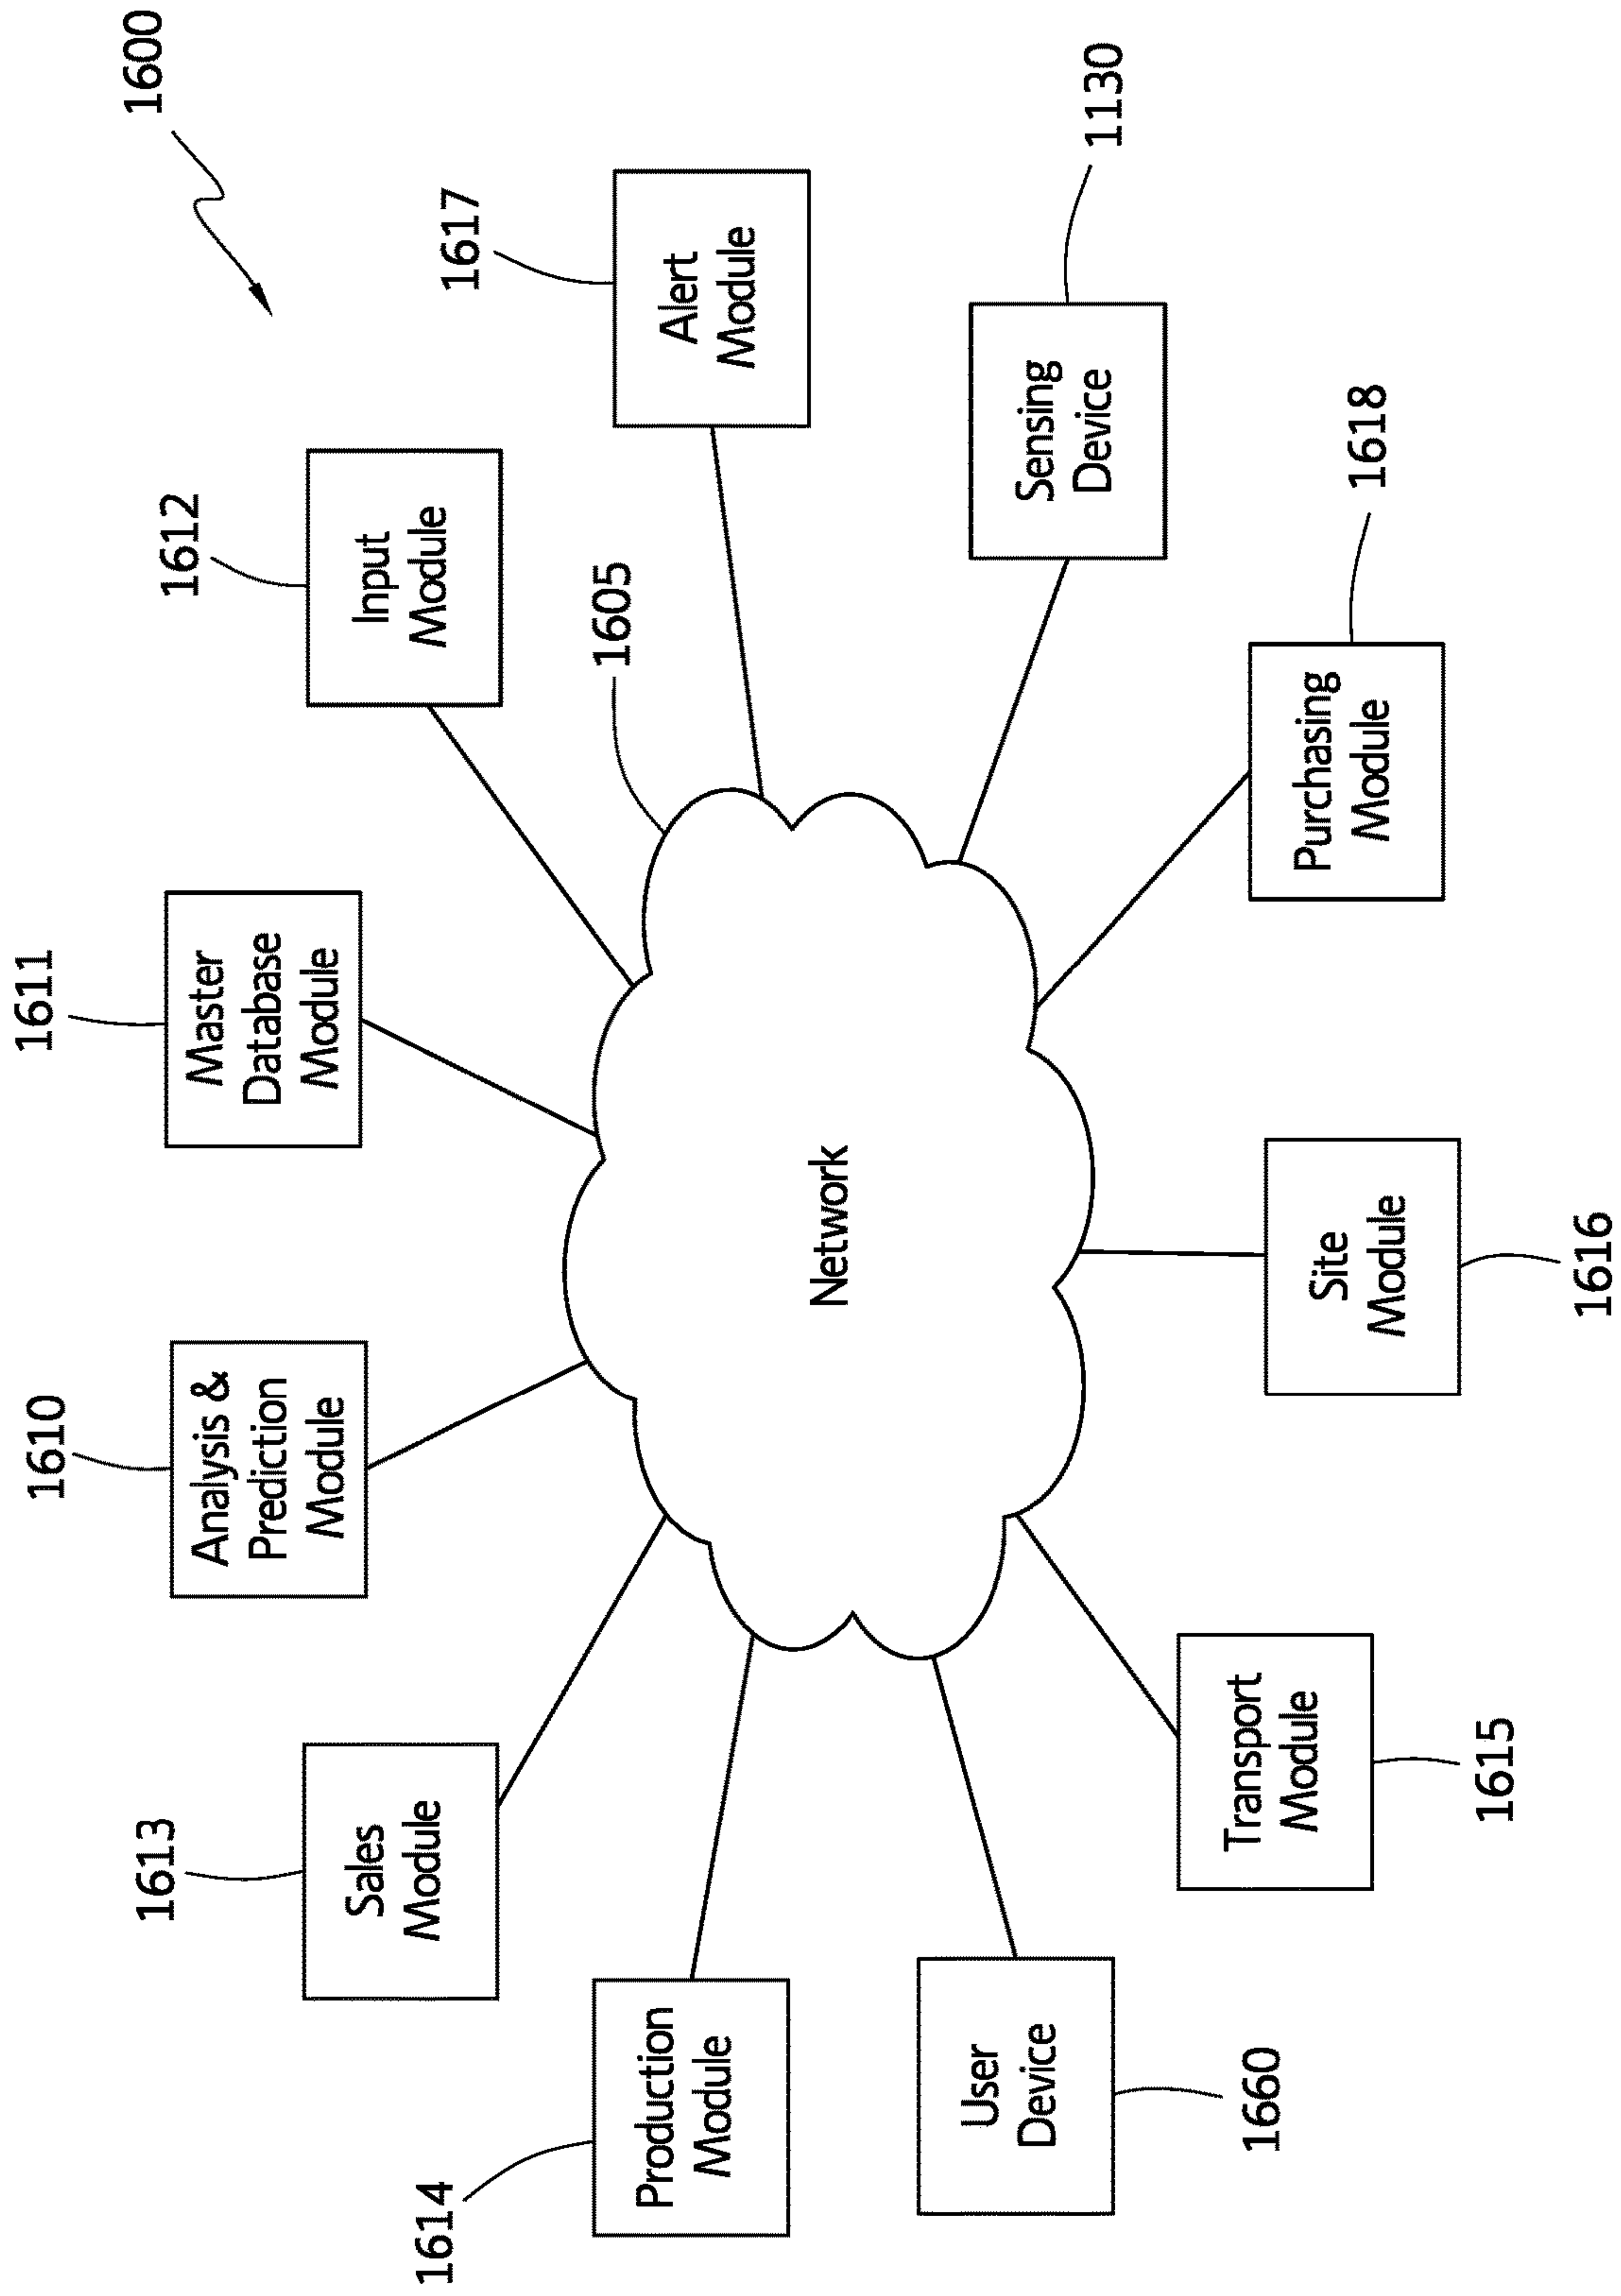 1600
1610
Analysis &
Prediction
Module
1611
Master
Database
Module
1613
Sales
Module
1612
Input
Module
1614
Production
Module
1605
Network
1617
Alert
Module
User
Device
1660
Sensing
Device
1130
Transport
Module
1615
Site
Module
1616
Purchasing
Module
1618